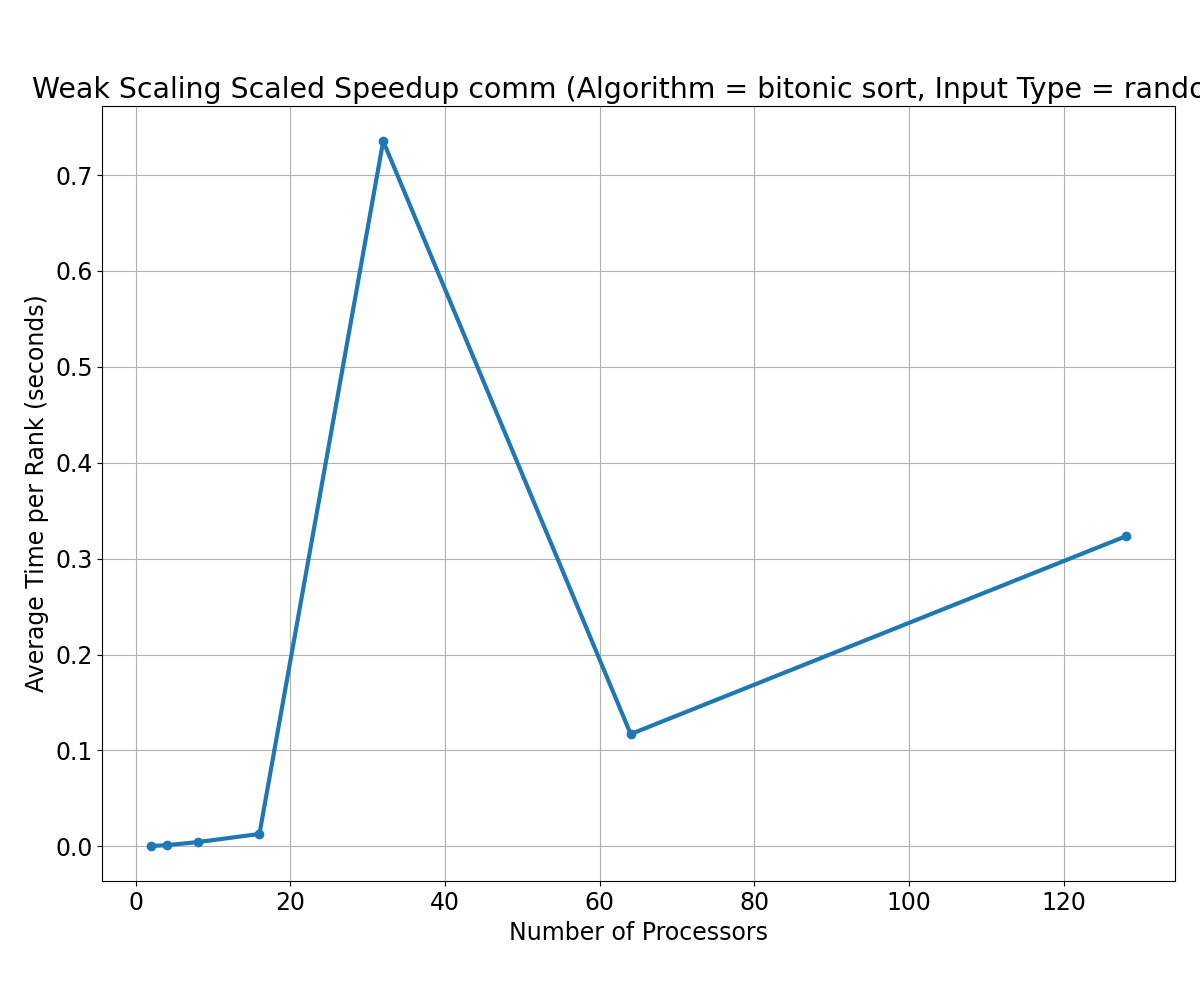 Weak Scaling Scaled Speedup comm (Algorithm = bitonic sort, Input Type = rando
Average Time per Rank (seconds)
0.7
0.6
0.5
0.4
0.3
0.2
0.1
0.0
0 20 40 60 80 100 120
Number of Processors